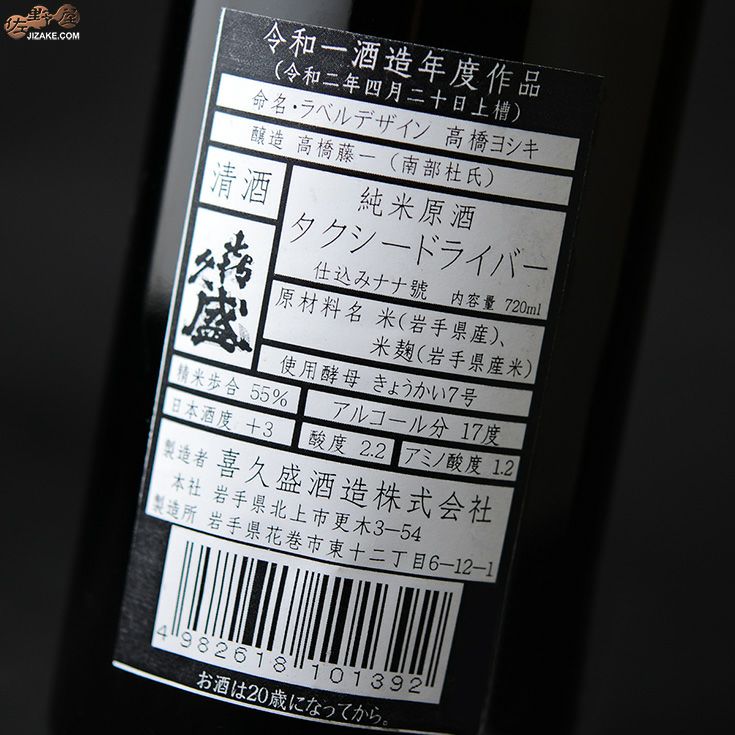 佐野屋
JIZAKE.COM
令和一酒造年度作品
(令和二年四月二十日上槽)
命名・ラベルデザイン 高橋ヨシキ
醸造 高橋藤一 (南部杜氏)
清酒
純米原酒
タクシードライバー
仕込みナナ號 内容量 720ml
喜久盛
原材料名 米(岩手県産)、
米麹(岩手県産米)
使用酵母 きょうかい7号
精米歩合 55%
アルコール分 17度
日本酒度 +3
酸度 2.2
アミノ酸度 1.2
製造者 喜久盛酒造株式会社
本社 岩手県北上市更木3-54
製造所 岩手県花巻市東十二丁目6-12-1
4 982618 101392
お酒は20歳になってから。